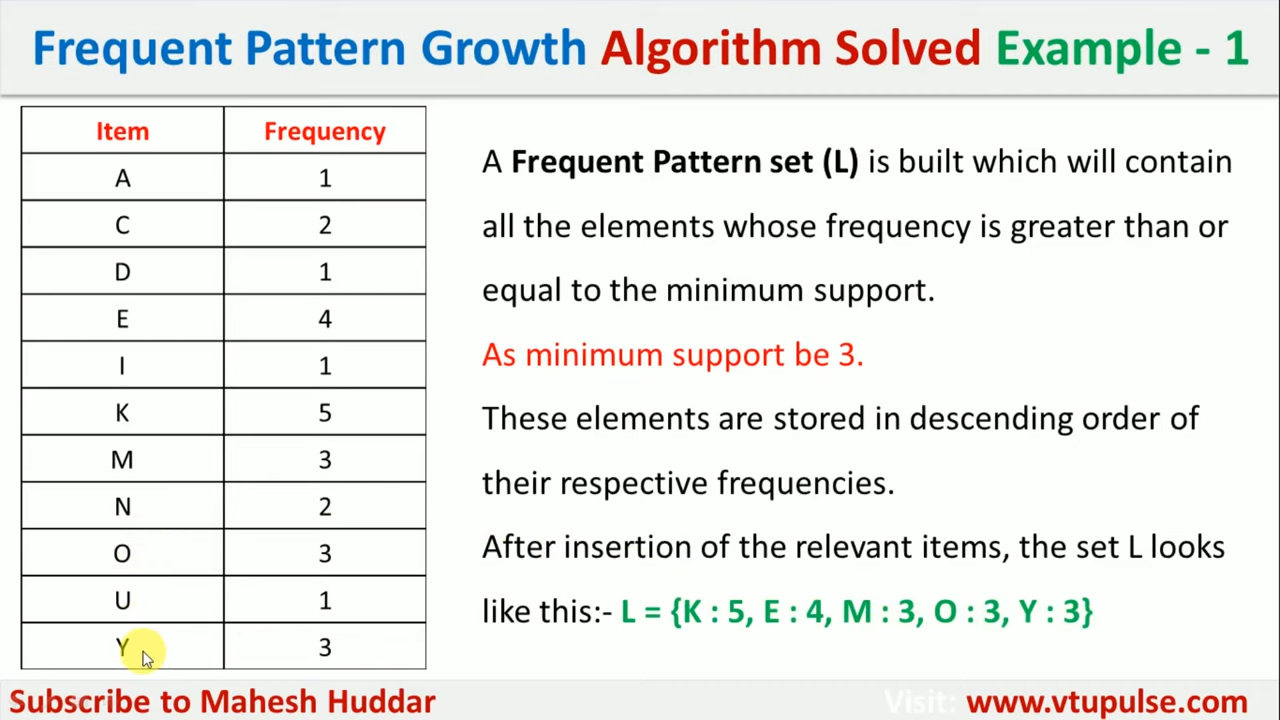 Frequent Pattern Growth Algorithm Solved Example - 1
Item Frequency
A 1
C 2
D 1
E 4
I 1
K 5
M 3
N 2
O 3
U 1
Y 3
A Frequent Pattern set (L) is built which will contain
all the elements whose frequency is greater than or
equal to the minimum support.
As minimum support be 3.
These elements are stored in descending order of
their respective frequencies.
After insertion of the relevant items, the set L looks
like this:- L = {K : 5, E : 4, M : 3, O : 3, Y : 3}
Subscribe to Mahesh Huddar
Visit: www.vtupulse.com